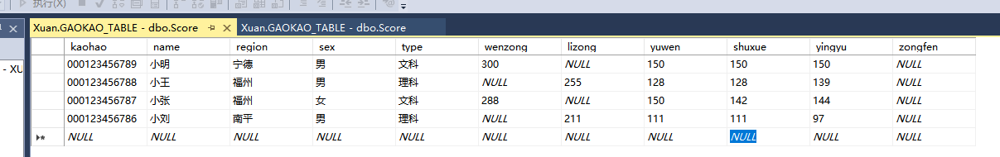 执行(X)
Xuan.GAOKAO_TABLE - dbo.Score Xuan.GAOKAO_TABLE - dbo.Score
kaohao name region sex type wenzong lizong yuwen shuxue yingyu zongfen
000123456789 小明 宁德 男 文科 300 NULL 150 150 150 NULL
- XU
000123456788 小王 福州 男 理科 NULL 255 128 128 139 NULL
000123456787 小张 福州 女 文科 288 NULL 150 142 144 NULL
000123456786 小刘 南平 男 理科 NULL 211 111 111 97 NULL
NULL NULL NULL NULL NULL NULL NULL NULL NULL NULL NULL